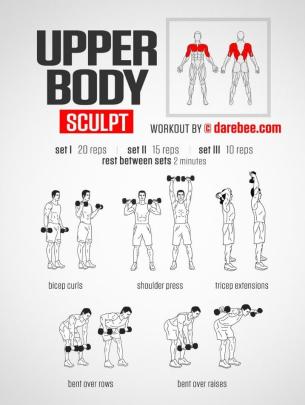 UPPER
BODY
SCULPT
WORKOUT BY © darebee.com
set I 20 reps set II 15 reps set III 10 reps
rest between sets 2 minutes
bicep curls shoulder press tricep extensions
bent over rows bent over raises